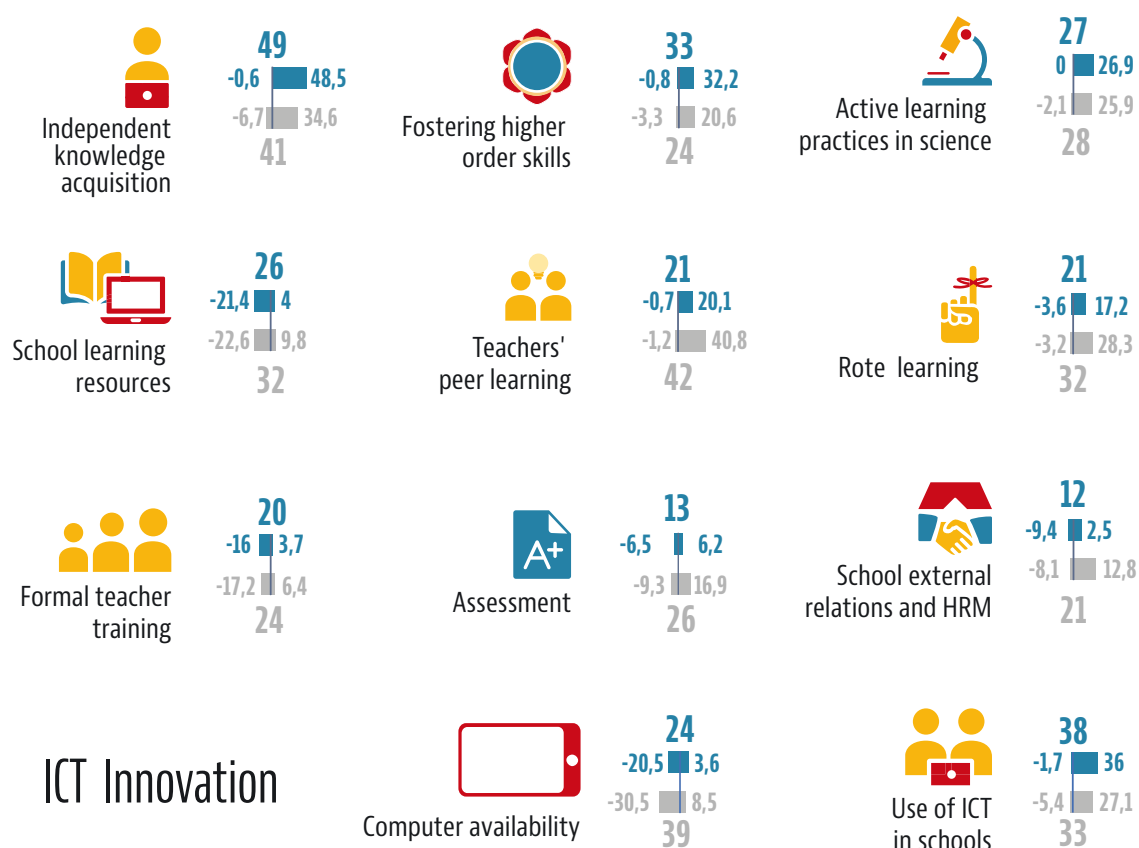 49
-0,6 48,5
-6,7 34,6
41
Independent
knowledge
acquisition
33
-0,8 32,2
-3,3 20,6
24
Fostering higher
order skills
27
0 26,9
-2,1 25,9
28
Active learning
practices in science
26
-21,4 4
-22,6 9,8
32
School learning
resources
21
-0,7 20,1
-1,2 40,8
42
Teachers'
peer learning
21
-3,6 17,2
-3,2 28,3
32
Rote learning
20
-16 3,7
-17,2 6,4
24
Formal teacher
training
A+
13
-6,5 6,2
-9,3 16,9
26
Assessment
12
-9,4 2,5
-8,1 12,8
21
School external
relations and HRM
ICT Innovation
24
-20,5 3,6
-30,5 8,5
39
Computer availability
38
-1,7 36
-5,4 27,1
33
Use of ICT
in schools